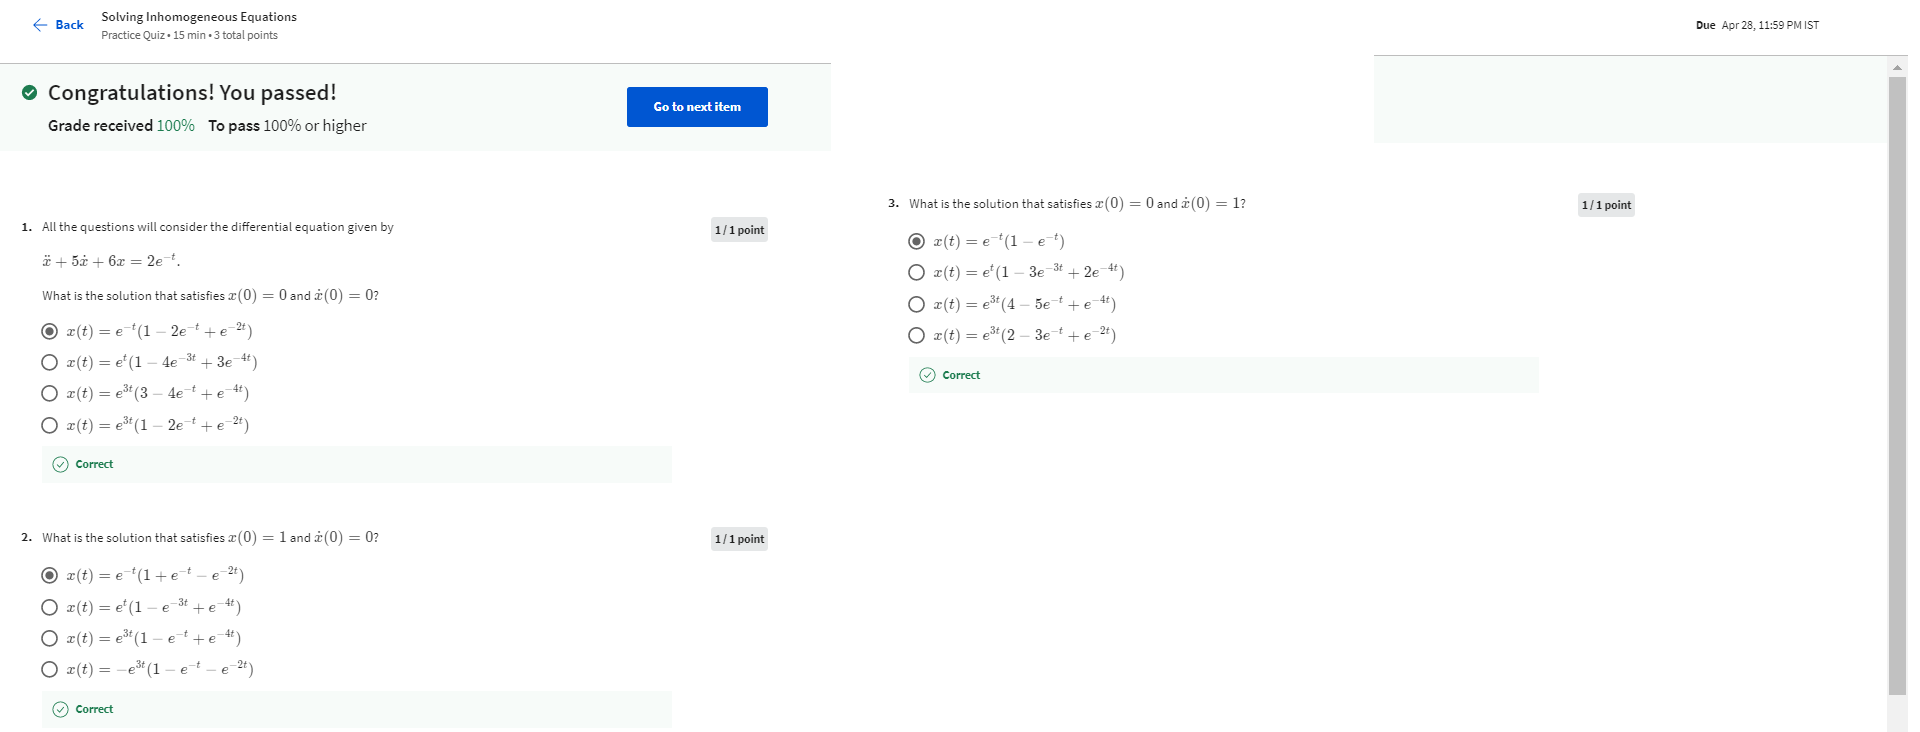 ← Back
Solving Inhomogeneous Equations
Practice Quiz • 15 min • 3 total points
Due Apr 28, 11:59 PM IST
Congratulations! You passed!
Grade received 100% To pass 100% or higher
Go to next item
1. All the questions will consider the differential equation given by
1 / 1 point
ẍ + 5ẋ + 6x = 2e^{-t}.
What is the solution that satisfies x(0) = 0 and ẋ(0) = 0?
x(t) = e^{-t}(1 − 2e^{-t} + e^{-2t})
x(t) = e^{t}(1 − 4e^{-3t} + 3e^{-4t})
x(t) = e^{3t}(3 − 4e^{-t} + e^{-4t})
x(t) = e^{3t}(1 − 2e^{-t} + e^{-2t})
Correct
2. What is the solution that satisfies x(0) = 1 and ẋ(0) = 0?
1 / 1 point
x(t) = e^{-t}(1 + e^{-t} − e^{-2t})
x(t) = e^{t}(1 − e^{-3t} + e^{-4t})
x(t) = e^{3t}(1 − e^{-t} + e^{-4t})
x(t) = −e^{3t}(1 − e^{-t} − e^{-2t})
Correct
3. What is the solution that satisfies x(0) = 0 and ẋ(0) = 1?
1 / 1 point
x(t) = e^{-t}(1 − e^{-t})
x(t) = e^{t}(1 − 3e^{-3t} + 2e^{-4t})
x(t) = e^{3t}(4 − 5e^{-t} + e^{-4t})
x(t) = e^{3t}(2 − 3e^{-t} + e^{-2t})
Correct